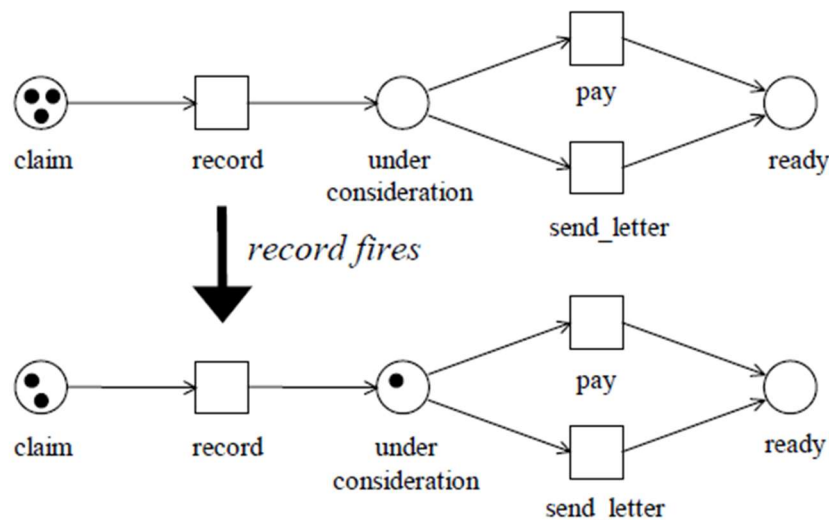 pay
claim
record
under
consideration
ready
send_letter
record fires
pay
claim
record
under
consideration
ready
send_letter